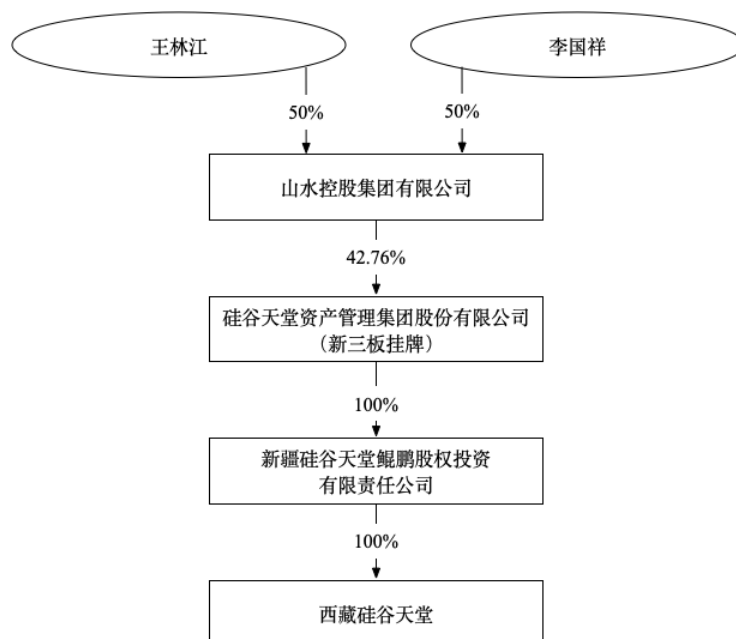 王林江
李国祥
50%
50%
山水控股集团有限公司
42.76%
硅谷天堂资产管理集团股份有限公司
（新三板挂牌）
100%
新疆硅谷天堂鲲鹏股权投资
有限责任公司
100%
西藏硅谷天堂